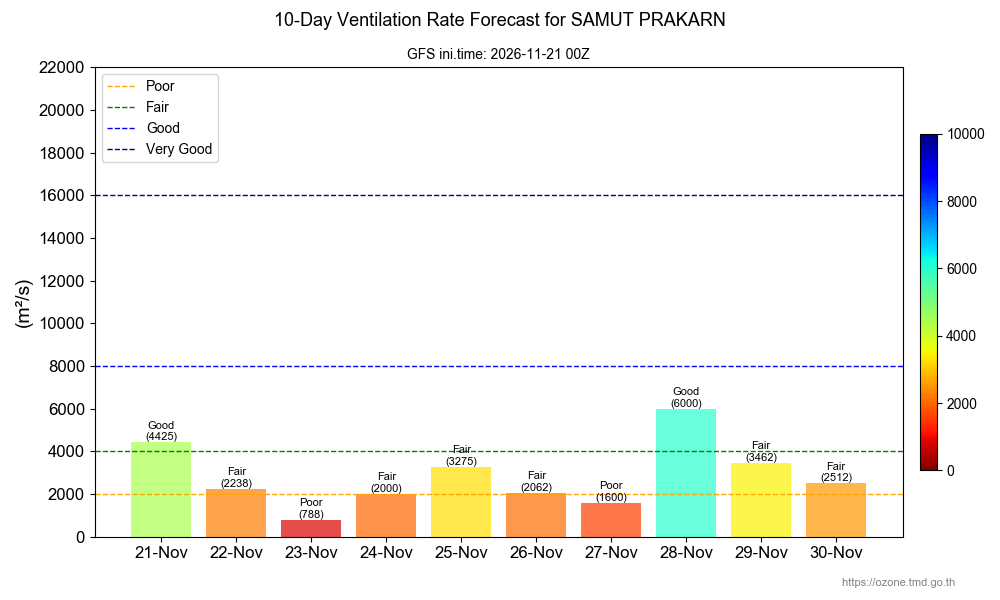 10-Day Ventilation Rate Forecast for SAMUT PRAKARN
GFS ini.time: 2026-11-21 00Z
22000
20000
18000
16000
14000
12000
10000
8000
6000
4000
2000
0
(m²/s)
Poor
Fair
Good
Very Good
Good
(4425)
Fair
(2238)
Poor
(788)
Fair
(2000)
Fair
(3275)
Fair
(2062)
Poor
(1600)
Good
(6000)
Fair
(3462)
Fair
(2512)
21-Nov 22-Nov 23-Nov 24-Nov 25-Nov 26-Nov 27-Nov 28-Nov 29-Nov 30-Nov
10000
8000
6000
4000
2000
0
https://ozone.tmd.go.th